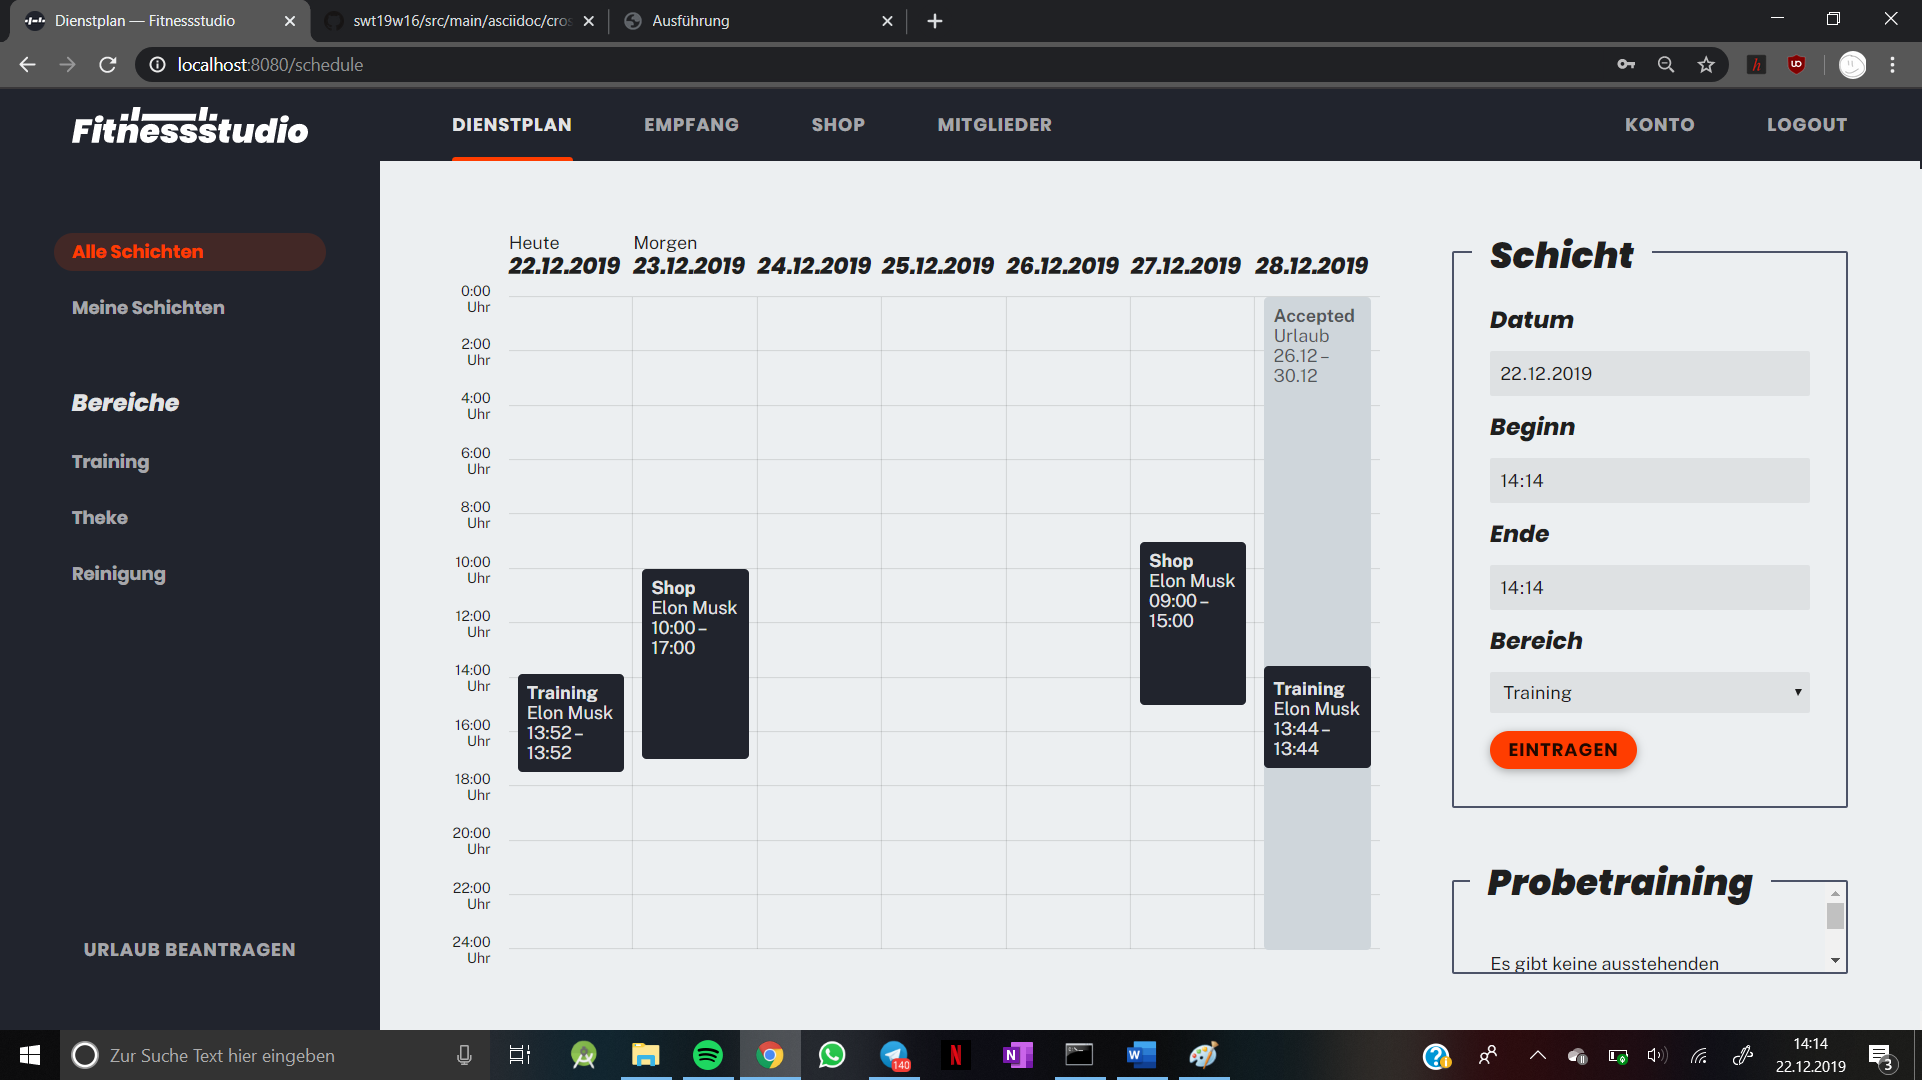 Dienstplan — Fitnessstudio
swt19w16/src/main/asciidoc/cros
Ausführung
localhost:8080/schedule
Fitnessstudio
DIENSTPLAN
EMPFANG
SHOP
MITGLIEDER
KONTO
LOGOUT
Alle Schichten
Meine Schichten
Bereiche
Training
Theke
Reinigung
URLAUB BEANTRAGEN
Heute
22.12.2019
Morgen
23.12.2019
24.12.2019
25.12.2019
26.12.2019
27.12.2019
28.12.2019
0:00
Uhr
2:00
Uhr
4:00
Uhr
6:00
Uhr
8:00
Uhr
10:00
Uhr
12:00
Uhr
14:00
Uhr
16:00
Uhr
18:00
Uhr
20:00
Uhr
22:00
Uhr
24:00
Uhr
Training
Elon Musk
13:52 –
13:52
Shop
Elon Musk
10:00 –
17:00
Shop
Elon Musk
09:00 –
15:00
Accepted
Urlaub
26.12 –
30.12
Training
Elon Musk
13:44 –
13:44
Schicht
Datum
22.12.2019
Beginn
14:14
Ende
14:14
Bereich
Training
EINTRAGEN
Probetraining
Es gibt keine ausstehenden
Zur Suche Text hier eingeben
140
14:14
22.12.2019
3